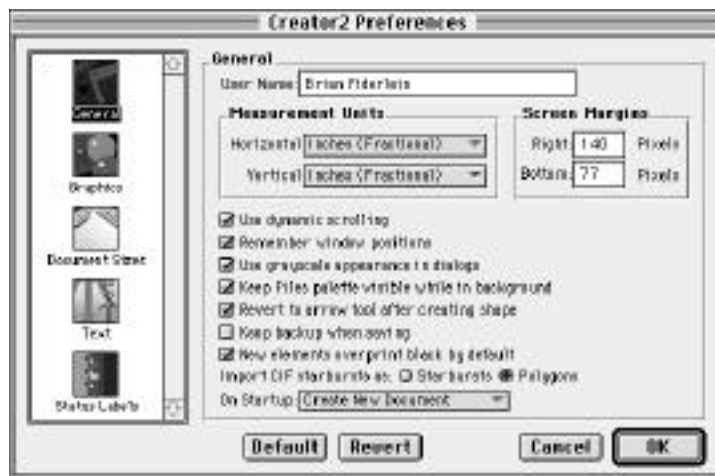 Creator2 Preferences
General
Graphics
Document Sizes
Text
Status Labels
General
User Name: Brian Fiderlein
Measurement Units
Horizontal Inches (Fractional)
Vertical Inches (Fractional)
Screen Margins
Right: 140 Pixels
Bottom: 77 Pixels
Use dynamic scrolling
Remember window positions
Use grayscale appearance in dialogs
Keep Piles palette visible while in background
Revert to arrow tool after creating shape
Keep backup when saving
New elements overprint black by default
Import CIF starbursts as: Starbursts Polygons
On Startup: Create New Document
Default Revert Cancel OK